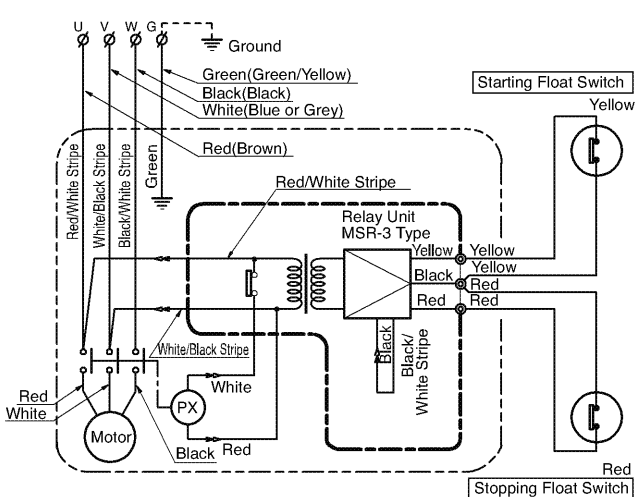 U V W G
Ground
Green(Green/Yellow)
Black(Black)
White(Blue or Grey)
Red(Brown)
Starting Float Switch
Yellow
Red/White Stripe
White/Black Stripe
Black/White Stripe
Green
Red/White Stripe
Relay Unit
MSR-3 Type
Yellow
Yellow
Black
Yellow
Red
Red
Red
White/Black Stripe
Black
Black/
White Stripe
Red
White
White
PX
Motor
Black
Red
Red
Stopping Float Switch